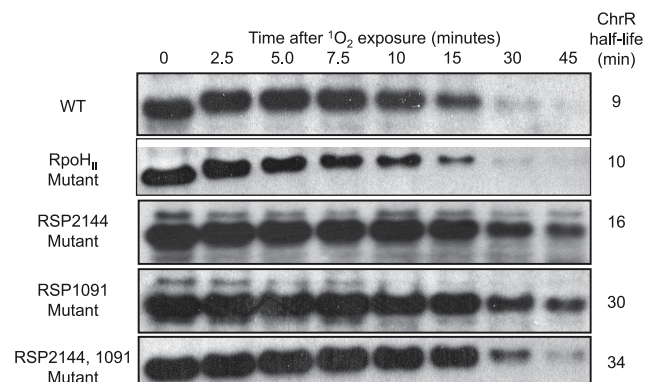 ChrR
half-life
(min)
Time after ¹O₂ exposure (minutes)
0 2.5 5.0 7.5 10 15 30 45
WT 9
RpoH_II
Mutant 10
RSP2144
Mutant 16
RSP1091
Mutant 30
RSP2144, 1091
Mutant 34